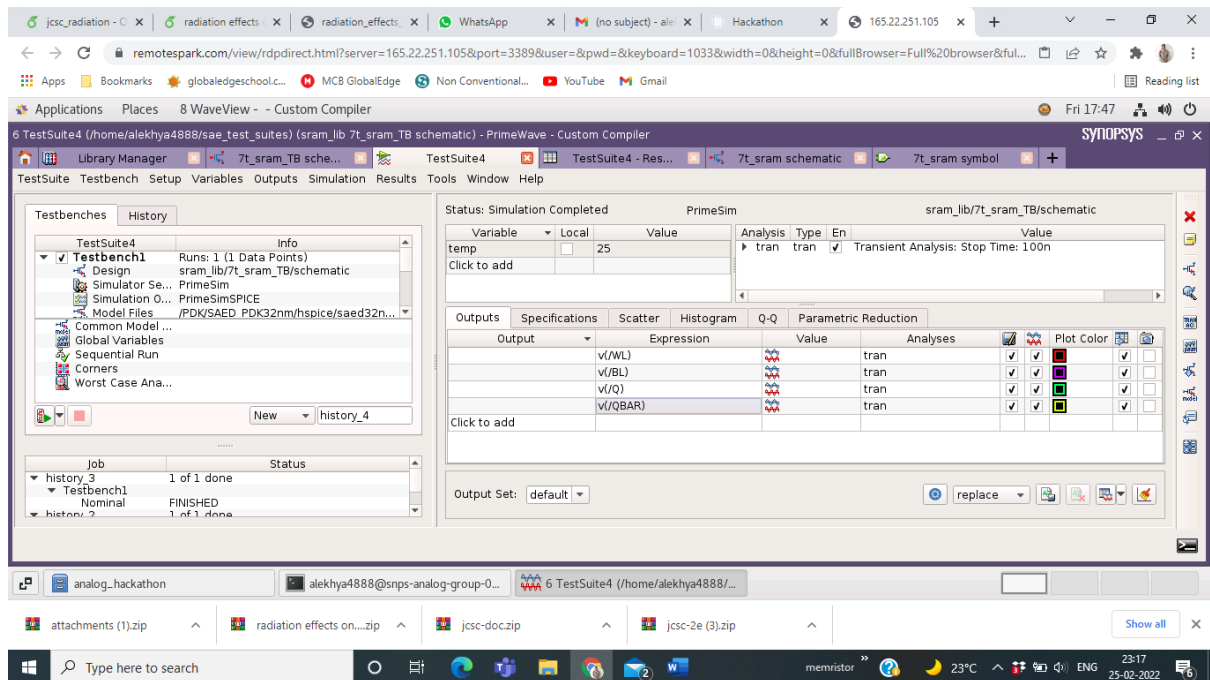 jcsc_radiation - O
radiation effects o
radiation_effects_
WhatsApp
M (no subject) - ale
Hackathon
165.22.251.105
remotespark.com/view/rdpdirect.html?server=165.22.251.105&port=3389&user=&pwd=&keyboard=1033&width=0&height=0&fullBrowser=Full%20browser&ful...
Apps Bookmarks globaledgeschool.c... MCB GlobalEdge Non Conventional... YouTube Gmail Reading list
Applications Places 8 WaveView - - Custom Compiler Fri 17:47
6 TestSuite4 (/home/alekhya4888/sae_test_suites) (sram_lib 7t_sram_TB schematic) - PrimeWave - Custom Compiler SYNOPSYS
Library Manager 7t_sram_TB sche... TestSuite4 TestSuite4 - Res... 7t_sram schematic 7t_sram symbol
TestSuite Testbench Setup Variables Outputs Simulation Results Tools Window Help
Testbenches History
TestSuite4 Info
Testbench1 Runs: 1 (1 Data Points)
Design sram_lib/7t_sram_TB/schematic
Simulator Se... PrimeSim
Simulation O... PrimeSimSPICE
Model Files /PDK/SAED_PDK32nm/hspice/saed32n...
Common Model ...
Global Variables
Sequential Run
Corners
Worst Case Ana...
New history_4
Job Status
history_3 1 of 1 done
Testbench1
Nominal FINISHED
history_2 1 of 1 done
Status: Simulation Completed PrimeSim sram_lib/7t_sram_TB/schematic
Variable Local Value
temp 25
Click to add
Analysis Type En Value
tran tran Transient Analysis: Stop Time: 100n
Outputs Specifications Scatter Histogram Q-Q Parametric Reduction
Output Expression Value Analyses Plot Color
v(/WL) tran
v(/BL) tran
v(/Q) tran
v(/QBAR) tran
Click to add
Output Set: default replace
analog_hackathon alekhya4888@snps-analog-group-0... 6 TestSuite4 (/home/alekhya4888/...
attachments (1).zip radiation effects on....zip jcsc-doc.zip jcsc-2e (3).zip Show all
Type here to search memristor 23°C ENG 23:17
25-02-2022